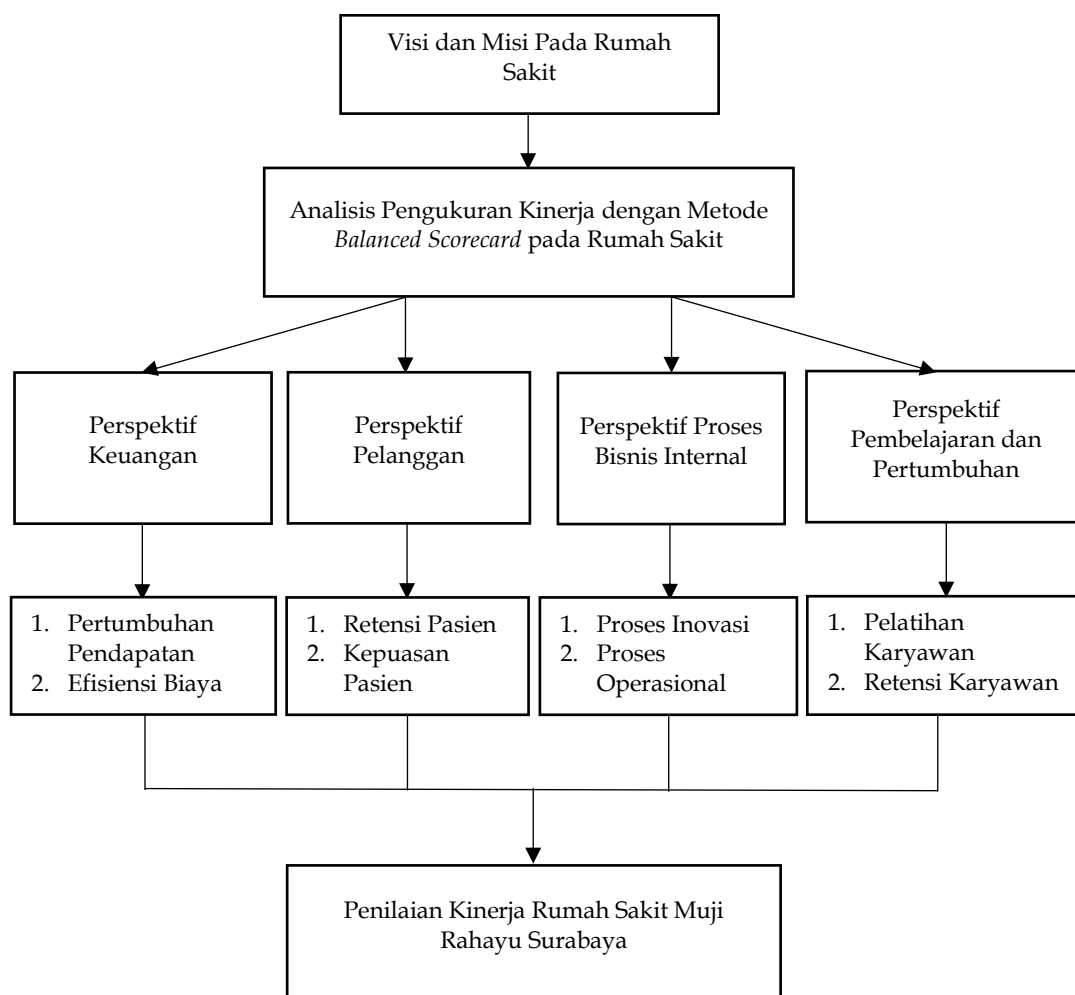 Visi dan Misi Pada Rumah
Sakit
Analisis Pengukuran Kinerja dengan Metode
Balanced Scorecard pada Rumah Sakit
Perspektif
Keuangan
Perspektif
Pelanggan
Perspektif Proses
Bisnis Internal
Perspektif
Pembelajaran dan
Pertumbuhan
1. Pertumbuhan
Pendapatan
2. Efisiensi Biaya
1. Retensi Pasien
2. Kepuasan
Pasien
1. Proses Inovasi
2. Proses
Operasional
1. Pelatihan
Karyawan
2. Retensi Karyawan
Penilaian Kinerja Rumah Sakit Muji
Rahayu Surabaya